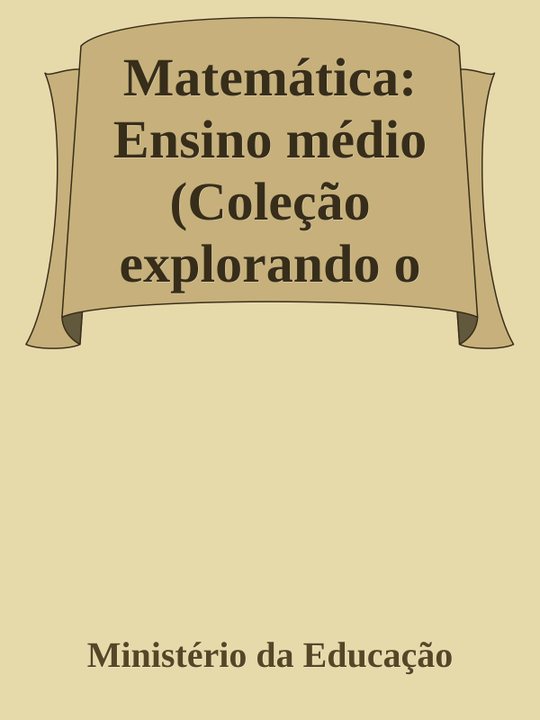 Matemática:
Ensino médio
(Coleção
explorando o
Ministério da Educação